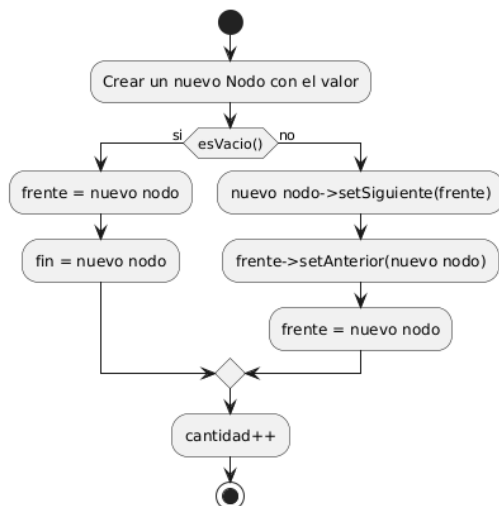 Crear un nuevo Nodo con el valor
si
esVacio()
no
frente = nuevo nodo
nuevo nodo->setSiguiente(frente)
fin = nuevo nodo
frente->setAnterior(nuevo nodo)
frente = nuevo nodo
cantidad++